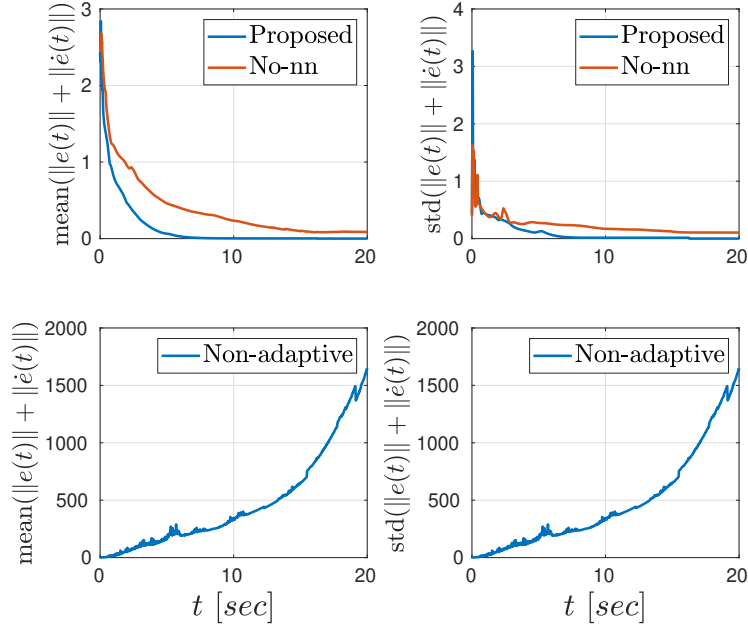 3
2
1
0
0
10
20
mean(||e(t)|| + ||ė(t)||)
Proposed
No-nn
4
3
2
1
0
0
10
20
std(||e(t)|| + ||ė(t)||)
Proposed
No-nn
2000
1500
1000
500
0
0
10
20
mean(||e(t)|| + ||ė(t)||)
Non-adaptive
t [sec]
2000
1500
1000
500
0
0
10
20
std(||e(t)|| + ||ė(t)||)
Non-adaptive
t [sec]